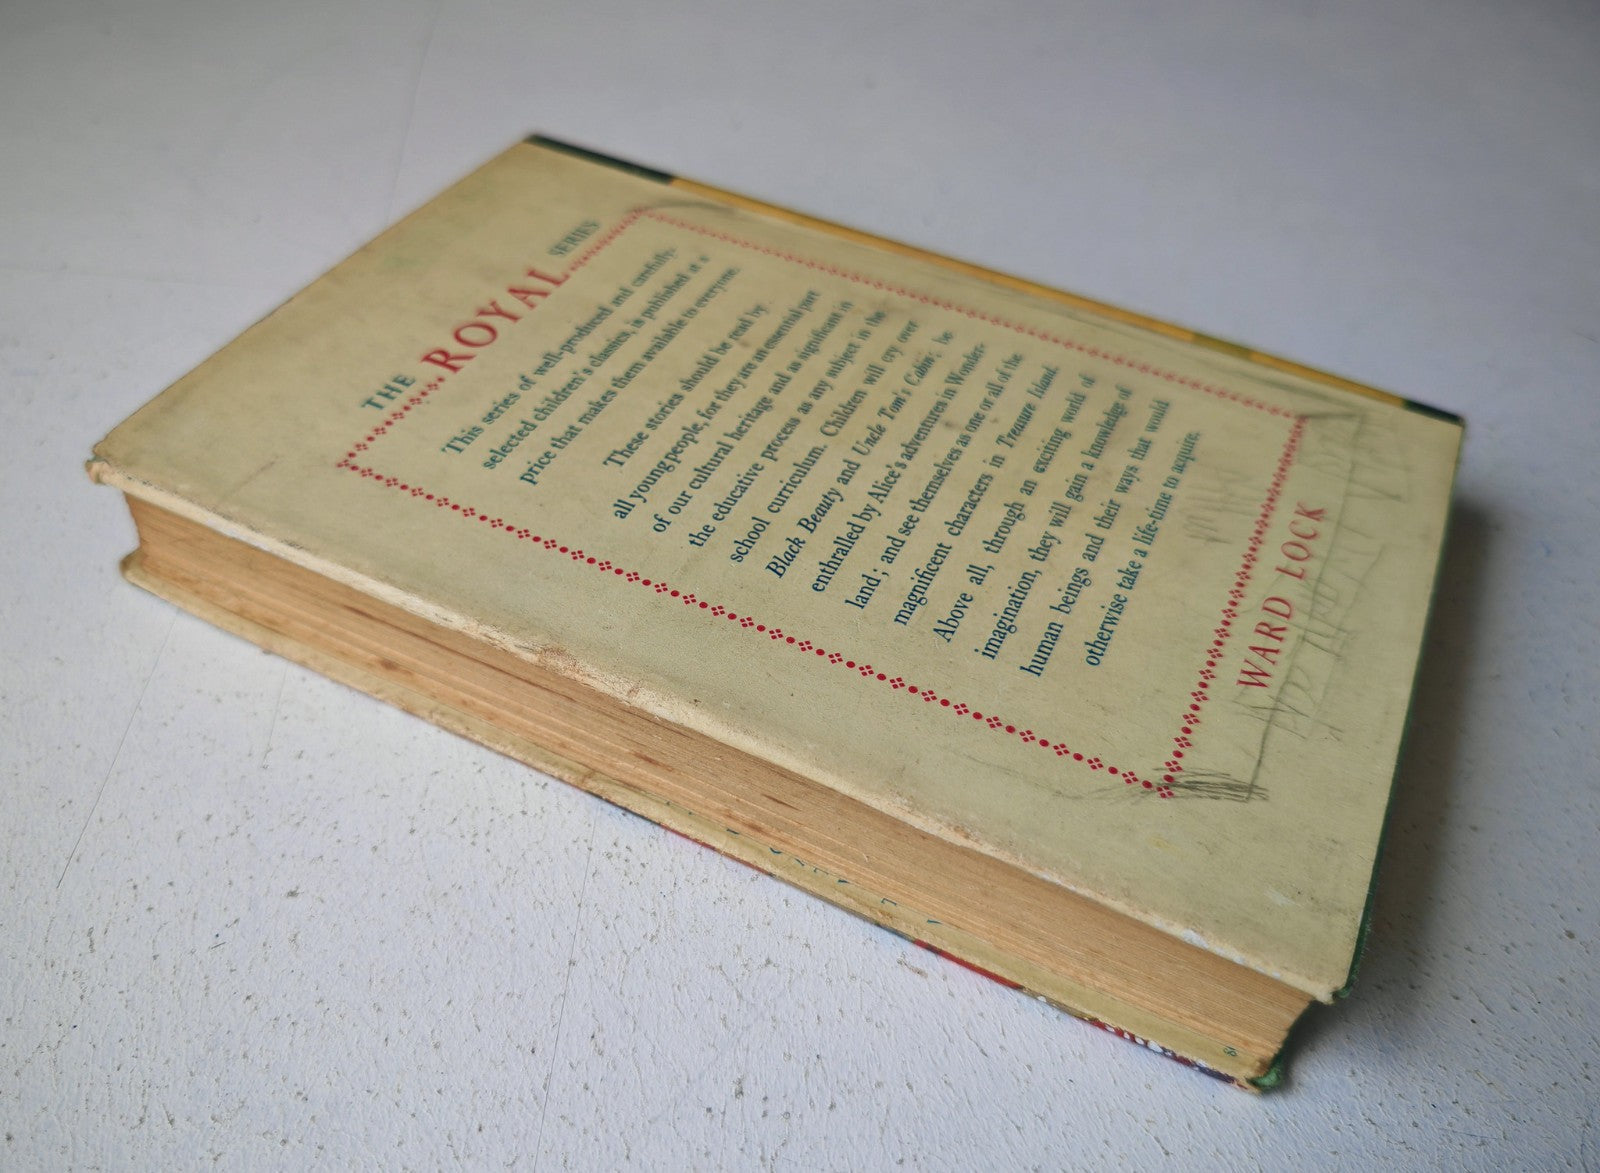 THE ROYAL SERIES
This series of well-produced and carefully-
selected children's classics, is published at a
price that makes them available to everyone.
These stories should be read by
all young people, for they are an essential part
of our cultural heritage and as significant in
the educative process as any subject in the
school curriculum. Children will cry over
Black Beauty and Uncle Tom's Cabin; be
enthralled by Alice's adventures in Wonder-
land; and see themselves as one or all of the
magnificent characters in Treasure Island.
Above all, through an exciting world of
imagination, they will gain a knowledge of
human beings and their ways that would
otherwise take a life-time to acquire.
WARD LOCK